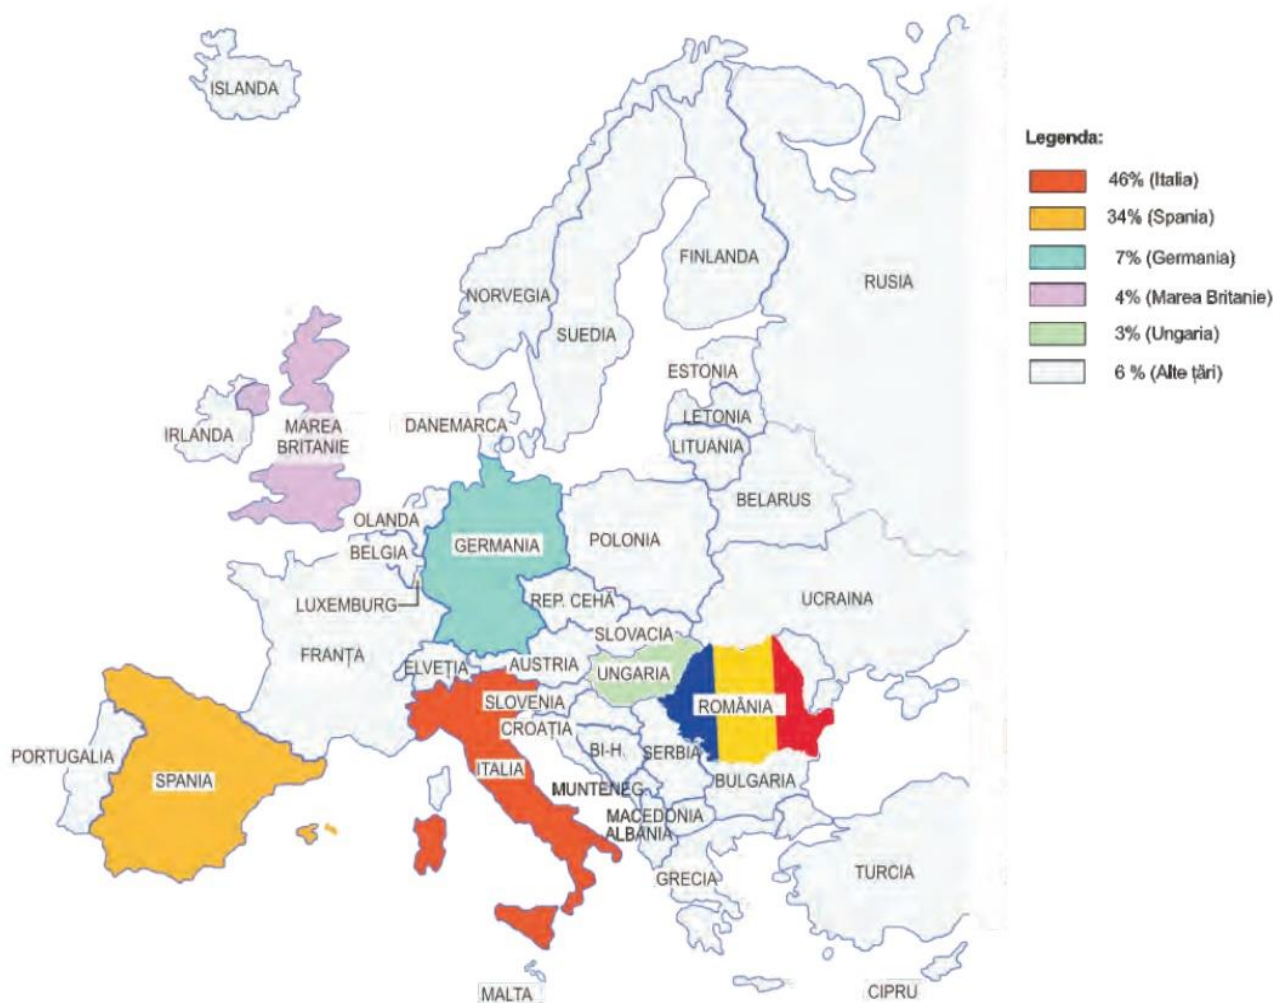 ISLANDA
Legenda:
46% (Italia)
34% (Spania)
7% (Germania)
4% (Marea Britanie)
3% (Ungaria)
6 % (Alte țări)
FINLANDA
RUSIA
NORVEGIA
SUEDIA
ESTONIA
LETONIA
LITUANIA
DANEMARCA
IRLANDA
MAREA
BRITANIE
BELARUS
OLANDA
BELGIA
GERMANIA
POLONIA
LUXEMBURG
REP. CEHĂ
UCRAINA
SLOVACIA
FRANȚA
ELVEȚIA
AUSTRIA
UNGARIA
SLOVENIA
ROMÂNIA
CROAȚIA
BI-H.
SERBIA
PORTUGALIA
SPANIA
ITALIA
BULGARIA
MUNTENEG
MACEDONIA
ALBANIA
GRECIA
TURCIA
MALTA
CIPRU